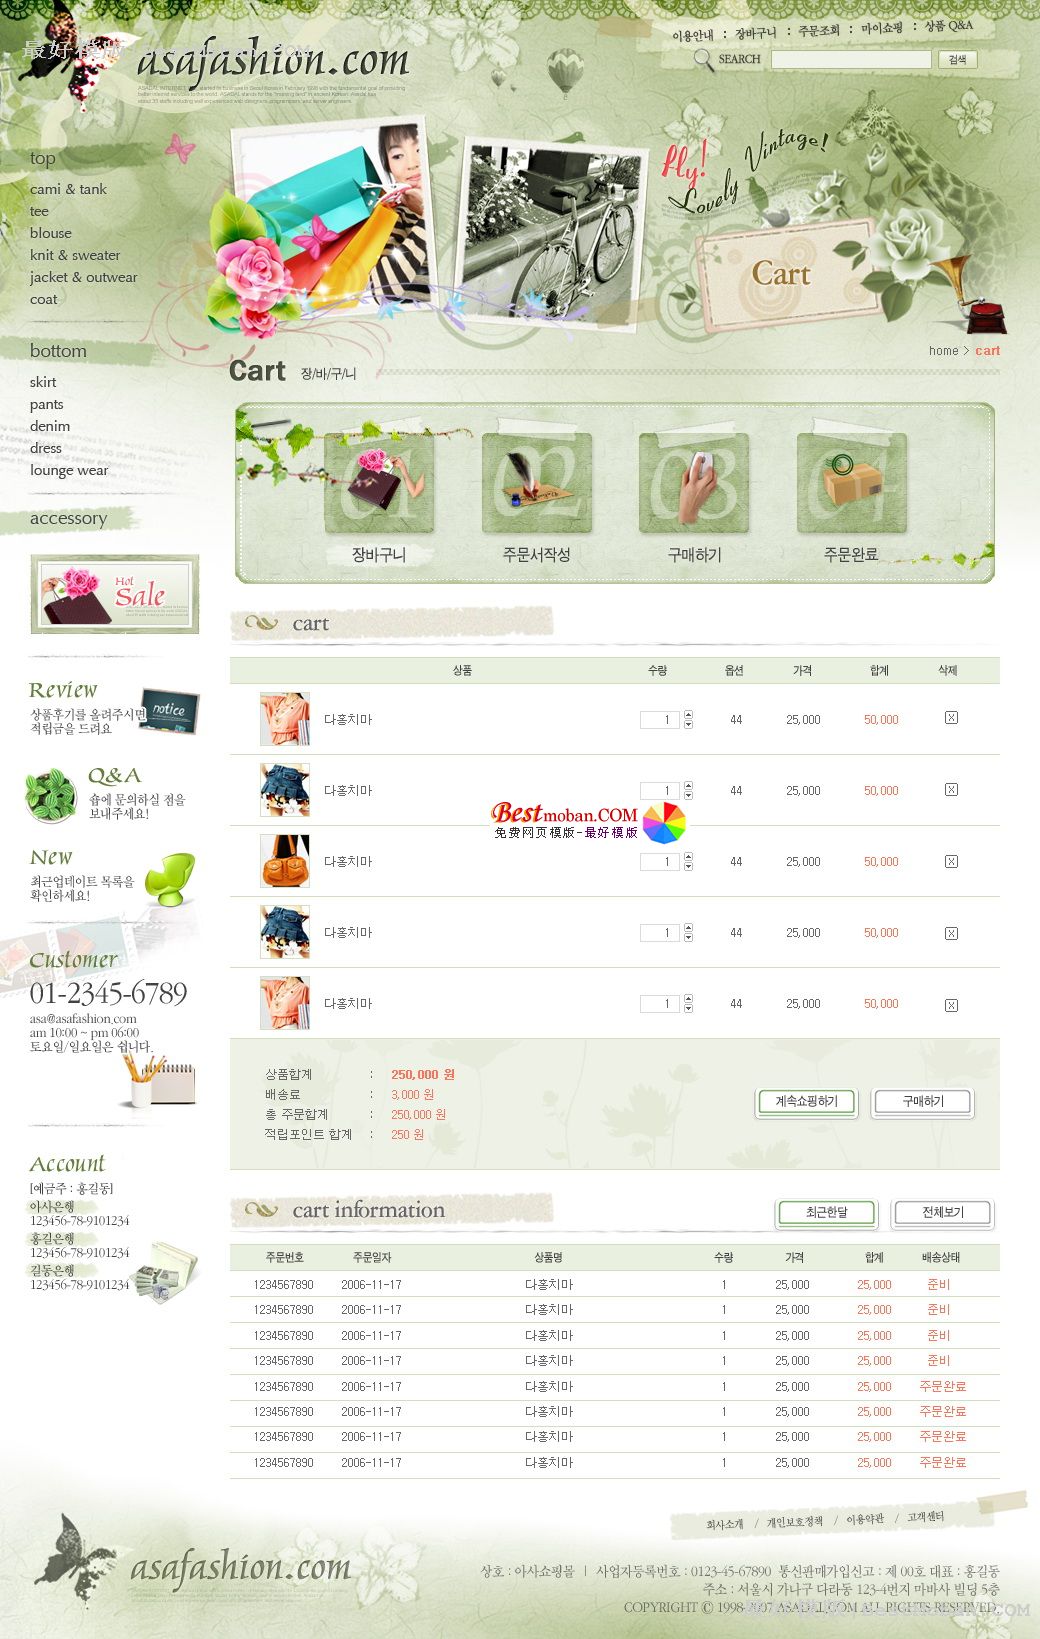 最好模版
asafashion.com
이용안내 : 장바구니 : 주문조회 : 마이쇼핑 : 상품 Q&A
SEARCH 검색
fly!
Lovely Vintage!
Cart
top
cami & tank
tee
blouse
knit & sweater
jacket & outwear
coat
bottom
skirt
pants
denim
dress
lounge wear
accessory
Hot
Sale
Review
상품후기를 올려주시면
적립금을 드려요
notice
Q&A
숍에 문의하실 점을
보내주세요!
New
최근업데이트 목록을
확인하세요!
Customer
01-2345-6789
asa@asafashion.com
am 10:00 ~ pm 06:00
토요일/일요일은 쉽니다.
Account
[예금주 : 홍길동]
아사은행
123456-78-9101234
홍길은행
123456-78-9101234
길동은행
123456-78-9101234
home > cart
Cart 장/바/구/니
01 02 03
장바구니 주문서작성 구매하기 주문완료
cart
상품 수량 옵션 가격 합계 삭제
다홍치마 1 44 25,000 50,000 X
다홍치마 1 44 25,000 50,000 X
Bestmoban.COM
免费网页模版-最好模版
다홍치마 1 44 25,000 50,000 X
다홍치마 1 44 25,000 50,000 X
다홍치마 1 44 25,000 50,000 X
상품합계 : 250,000 원
배송료 : 3,000 원
총 주문합계 : 250,000 원
적립포인트 합계 : 250 원
계속쇼핑하기 구매하기
cart information
최근한달 전체보기
주문번호 주문일자 상품명 수량 가격 합계 배송상태
1234567890 2006-11-17 다홍치마 1 25,000 25,000 준비
1234567890 2006-11-17 다홍치마 1 25,000 25,000 준비
1234567890 2006-11-17 다홍치마 1 25,000 25,000 준비
1234567890 2006-11-17 다홍치마 1 25,000 25,000 준비
1234567890 2006-11-17 다홍치마 1 25,000 25,000 주문완료
1234567890 2006-11-17 다홍치마 1 25,000 25,000 주문완료
1234567890 2006-11-17 다홍치마 1 25,000 25,000 주문완료
1234567890 2006-11-17 다홍치마 1 25,000 25,000 주문완료
회사소개 / 개인보호정책 / 이용약관 / 고객센터
asafashion.com
상호 : 아사쇼핑몰 | 사업자등록번호 : 0123-45-67890 통신판매가입신고 : 제 00호 대표 : 홍길동
주소 : 서울시 가나구 다라동 123-4번지 마바사 빌딩 5층
COPYRIGHT © 1998-2007 ASADAL.COM ALL RIGHTS RESERVED.